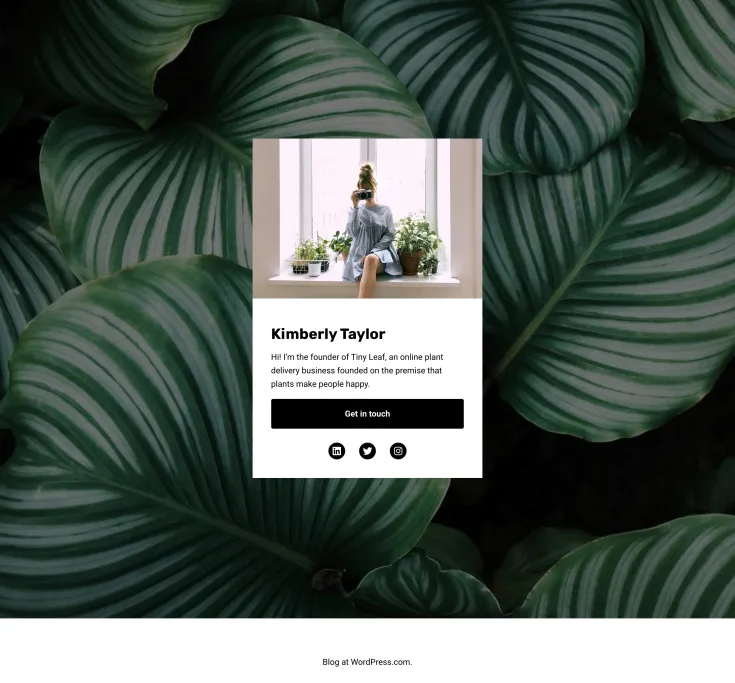 Kimberly Taylor
Hi! I'm the founder of Tiny Leaf, an online plant
delivery business founded on the premise that
plants make people happy.
Get in touch
Blog at WordPress.com.